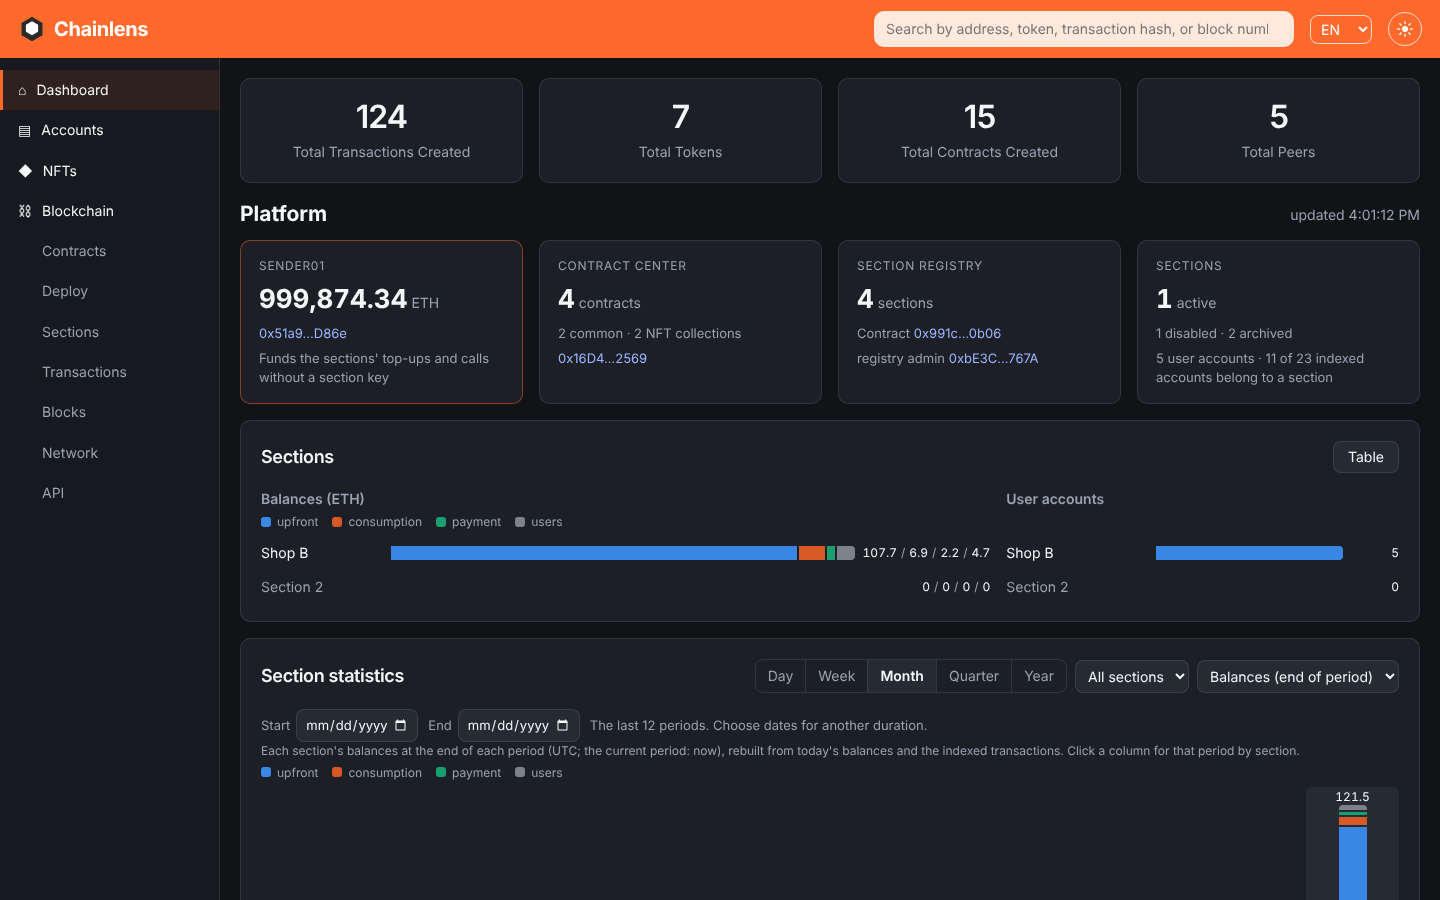 Chainlens
Search by address, token, transaction hash, or block numl
EN
Dashboard
Accounts
NFTs
Blockchain
Contracts
Deploy
Sections
Transactions
Blocks
Network
API
124
Total Transactions Created
7
Total Tokens
15
Total Contracts Created
5
Total Peers
Platform
updated 4:01:12 PM
SENDER01
999,874.34 ETH
0x51a9...D86e
Funds the sections' top-ups and calls
without a section key
CONTRACT CENTER
4 contracts
2 common · 2 NFT collections
0x16D4...2569
SECTION REGISTRY
4 sections
Contract 0x991c...0b06
registry admin 0xbE3C...767A
SECTIONS
1 active
1 disabled · 2 archived
5 user accounts · 11 of 23 indexed
accounts belong to a section
Sections
Table
Balances (ETH)
upfront consumption payment users
Shop B 107.7 / 6.9 / 2.2 / 4.7
Section 2 0 / 0 / 0 / 0
User accounts
Shop B 5
Section 2 0
Section statistics
Day Week Month Quarter Year
All sections
Balances (end of period)
Start mm/dd/yyyy End mm/dd/yyyy The last 12 periods. Choose dates for another duration.
Each section's balances at the end of each period (UTC; the current period: now), rebuilt from today's balances and the indexed transactions. Click a column for that period by section.
upfront consumption payment users
121.5